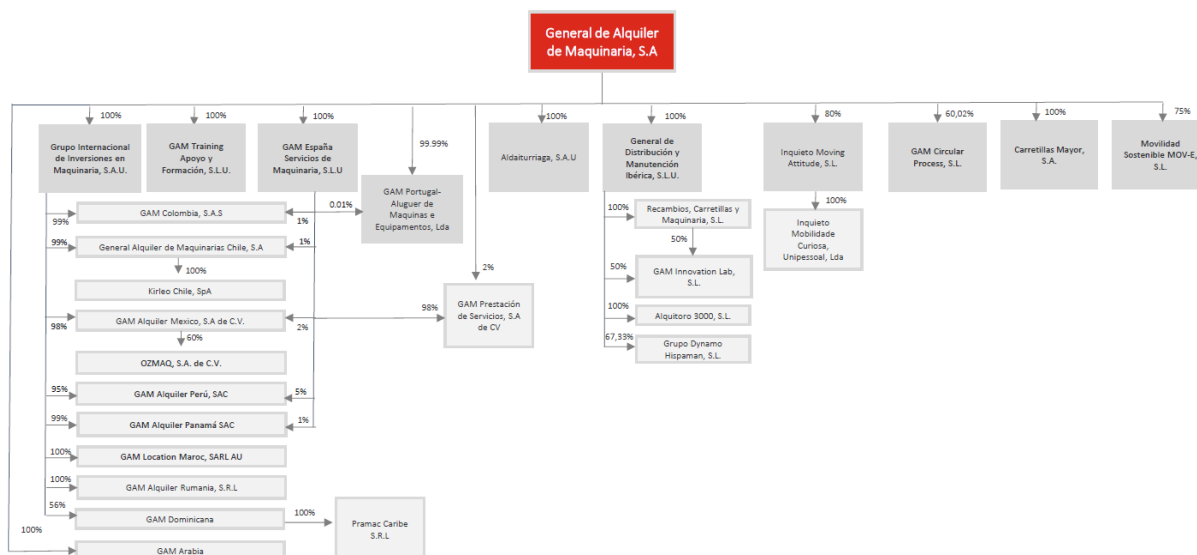 General de Alquiler
de Maquinaria, S.A
100%
100%
100%
99.99%
100%
100%
80%
60,02%
100%
75%
Grupo Internacional
de Inversiones en
Maquinaria, S.A.U.
GAM Training
Apoyo y
Formación, S.L.U.
GAM España
Servicios de
Maquinaria, S.L.U
GAM Portugal-
Aluguer de
Maquinas e
Equipamentos, Lda
Aldaiturriaga, S.A.U
General de
Distribución y
Manutención
Ibérica, S.L.U.
Inquieto Moving
Attitude, S.L.
GAM Circular
Process, S.L.
Carretillas Mayor,
S.A.
Movilidad
Sostenible MOV-E,
S.L.
99%
GAM Colombia, S.A.S
1%
0.01%
99%
General Alquiler de Maquinarias Chile, S.A
1%
100%
Kirleo Chile, SpA
98%
GAM Alquiler Mexico, S.A de C.V.
2%
98%
2%
GAM Prestación
de Servicios, S.A
de CV
60%
OZMAQ, S.A. de C.V.
95%
GAM Alquiler Perú, SAC
5%
99%
GAM Alquiler Panamá SAC
1%
100%
GAM Location Maroc, SARL AU
100%
GAM Alquiler Rumania, S.R.L
56%
GAM Dominicana
100%
Pramac Caribe
S.R.L
100%
GAM Arabia
100%
Recambios, Carretillas y
Maquinaria, S.L.
50%
50%
GAM Innovation Lab,
S.L.
100%
Alquitoro 3000, S.L.
67,33%
Grupo Dynamo
Hispaman, S.L.
100%
Inquieto
Mobilidade
Curiosa,
Unipessoal, Lda